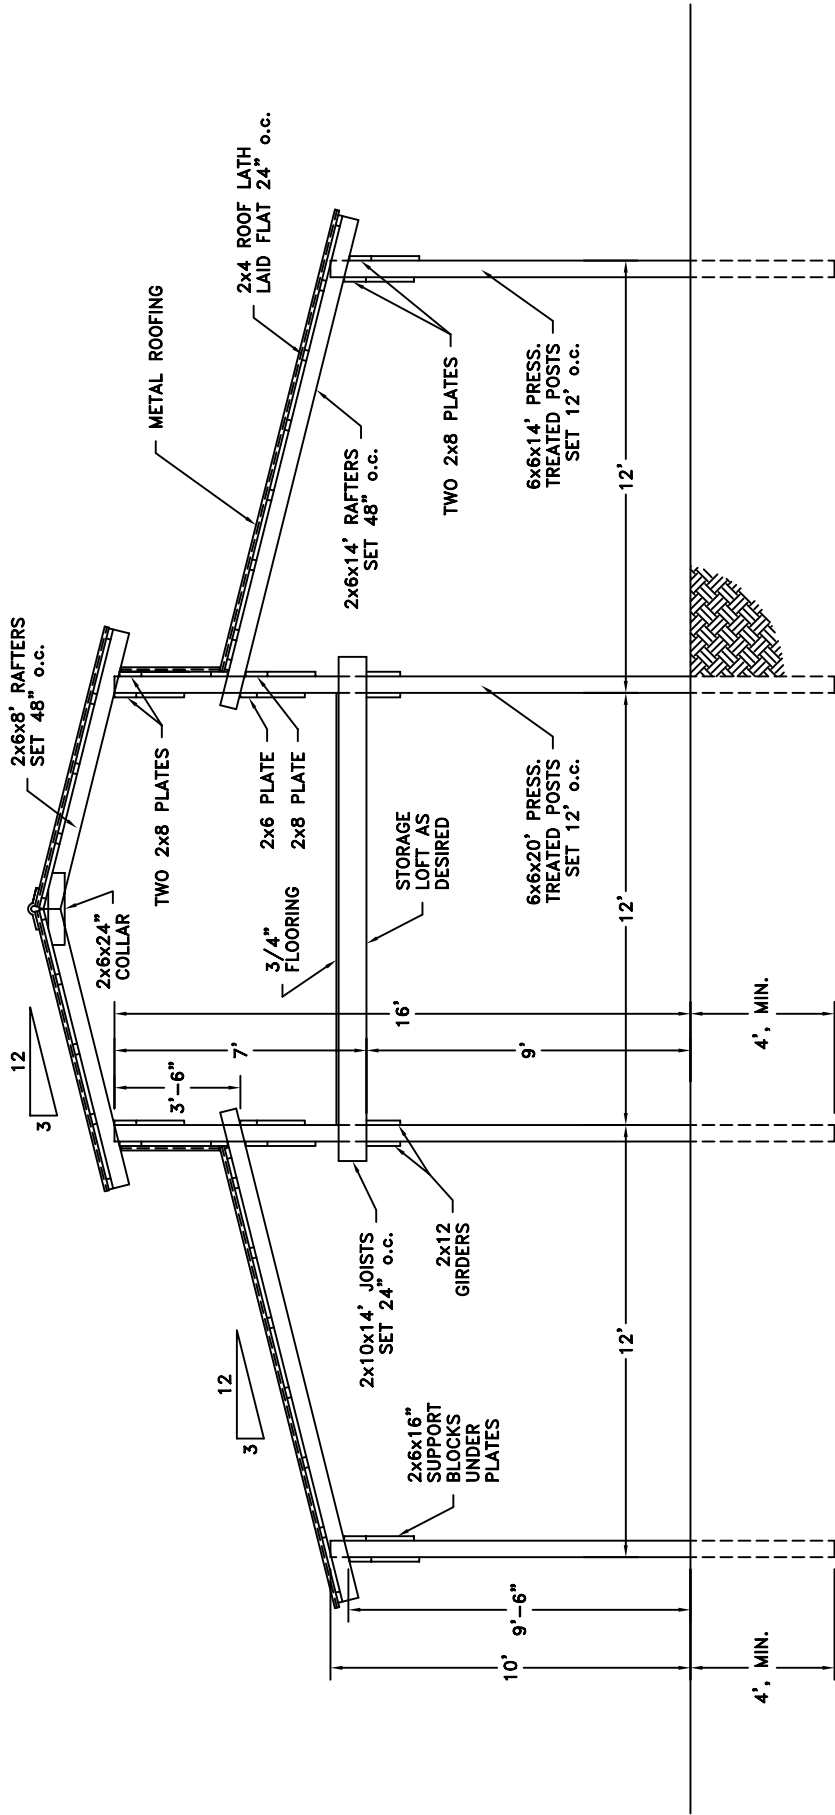 12
3
2x6x24"
COLLAR
2x6x8' RAFTERS
SET 48" o.c.
TWO 2x8 PLATES
METAL ROOFING
2x4 ROOF LATH
LAID FLAT 24" o.c.
12
3
3'-6"
7'
16'
9'
3/4"
FLOORING
2x6 PLATE
2x8 PLATE
2x6x14' RAFTERS
SET 48" o.c.
STORAGE
LOFT AS
DESIRED
TWO 2x8 PLATES
2x10x14' JOISTS
SET 24" o.c.
2x12
GIRDERS
2x6x16"
SUPPORT
BLOCKS
UNDER
PLATES
10'
9'-6"
6x6x20' PRESS.
TREATED POSTS
SET 12' o.c.
6x6x14' PRESS.
TREATED POSTS
SET 12' o.c.
12'
12'
12'
4', MIN.
4', MIN.